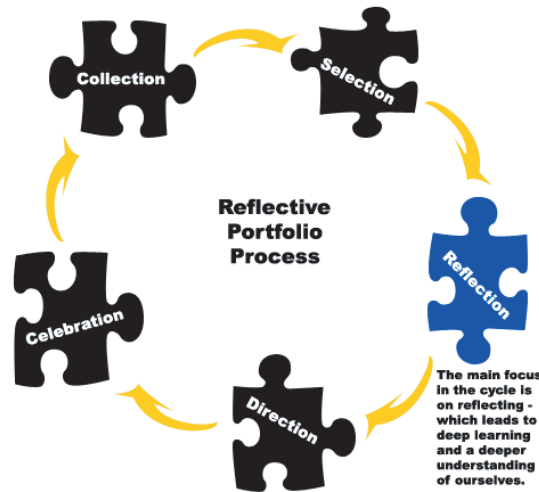 Collection
Selection
Reflective
Portfolio
Process
Reflection
The main focus
in the cycle is
on reflecting -
which leads to
deep learning
and a deeper
understanding
of ourselves.
Direction
Celebration